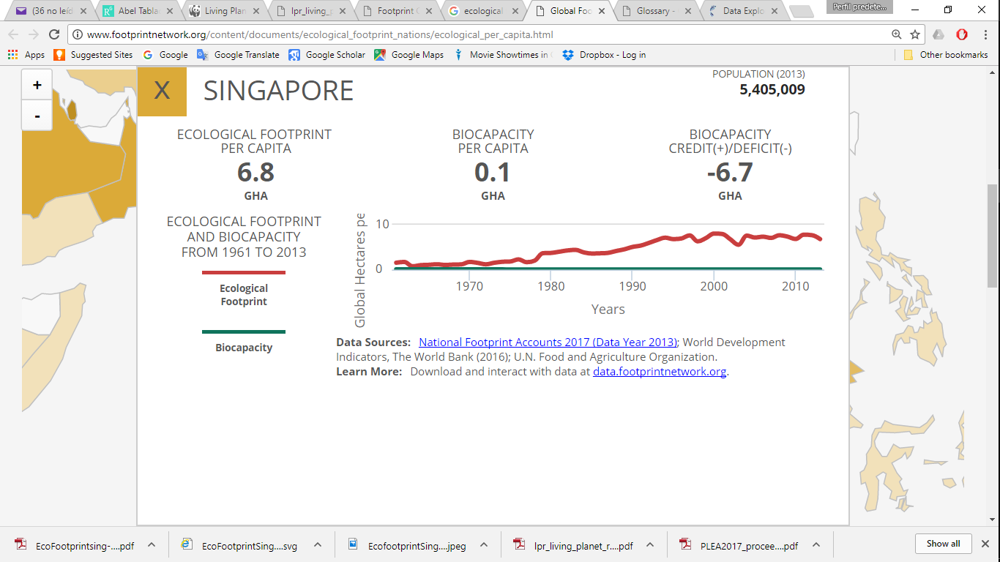 (36 no leíd
Abel Tabla
Living Plan
lpr_living_p
Footprint
ecological
Global Foo
Glossary -
Data Explo
Perfil predete...
www.footprintnetwork.org/content/documents/ecological_footprint_nations/ecological_per_capita.html
Apps
Suggested Sites
Google
Google Translate
Google Scholar
Google Maps
Movie Showtimes in
Dropbox - Log in
Other bookmarks
+
-
X
SINGAPORE
POPULATION (2013)
5,405,009
ECOLOGICAL FOOTPRINT
PER CAPITA
6.8
GHA
BIOCAPACITY
PER CAPITA
0.1
GHA
BIOCAPACITY
CREDIT(+)/DEFICIT(-)
-6.7
GHA
ECOLOGICAL FOOTPRINT
AND BIOCAPACITY
FROM 1961 TO 2013
Ecological
Footprint
Biocapacity
Global Hectares pe
10
0
1970 1980 1990 2000 2010
Years
Data Sources: National Footprint Accounts 2017 (Data Year 2013); World Development
Indicators, The World Bank (2016); U.N. Food and Agriculture Organization.
Learn More: Download and interact with data at data.footprintnetwork.org.
EcoFootprintsing-....pdf
EcoFootprintSing....svg
EcofootprintSing....jpeg
lpr_living_planet_r....pdf
PLEA2017_procee....pdf
Show all